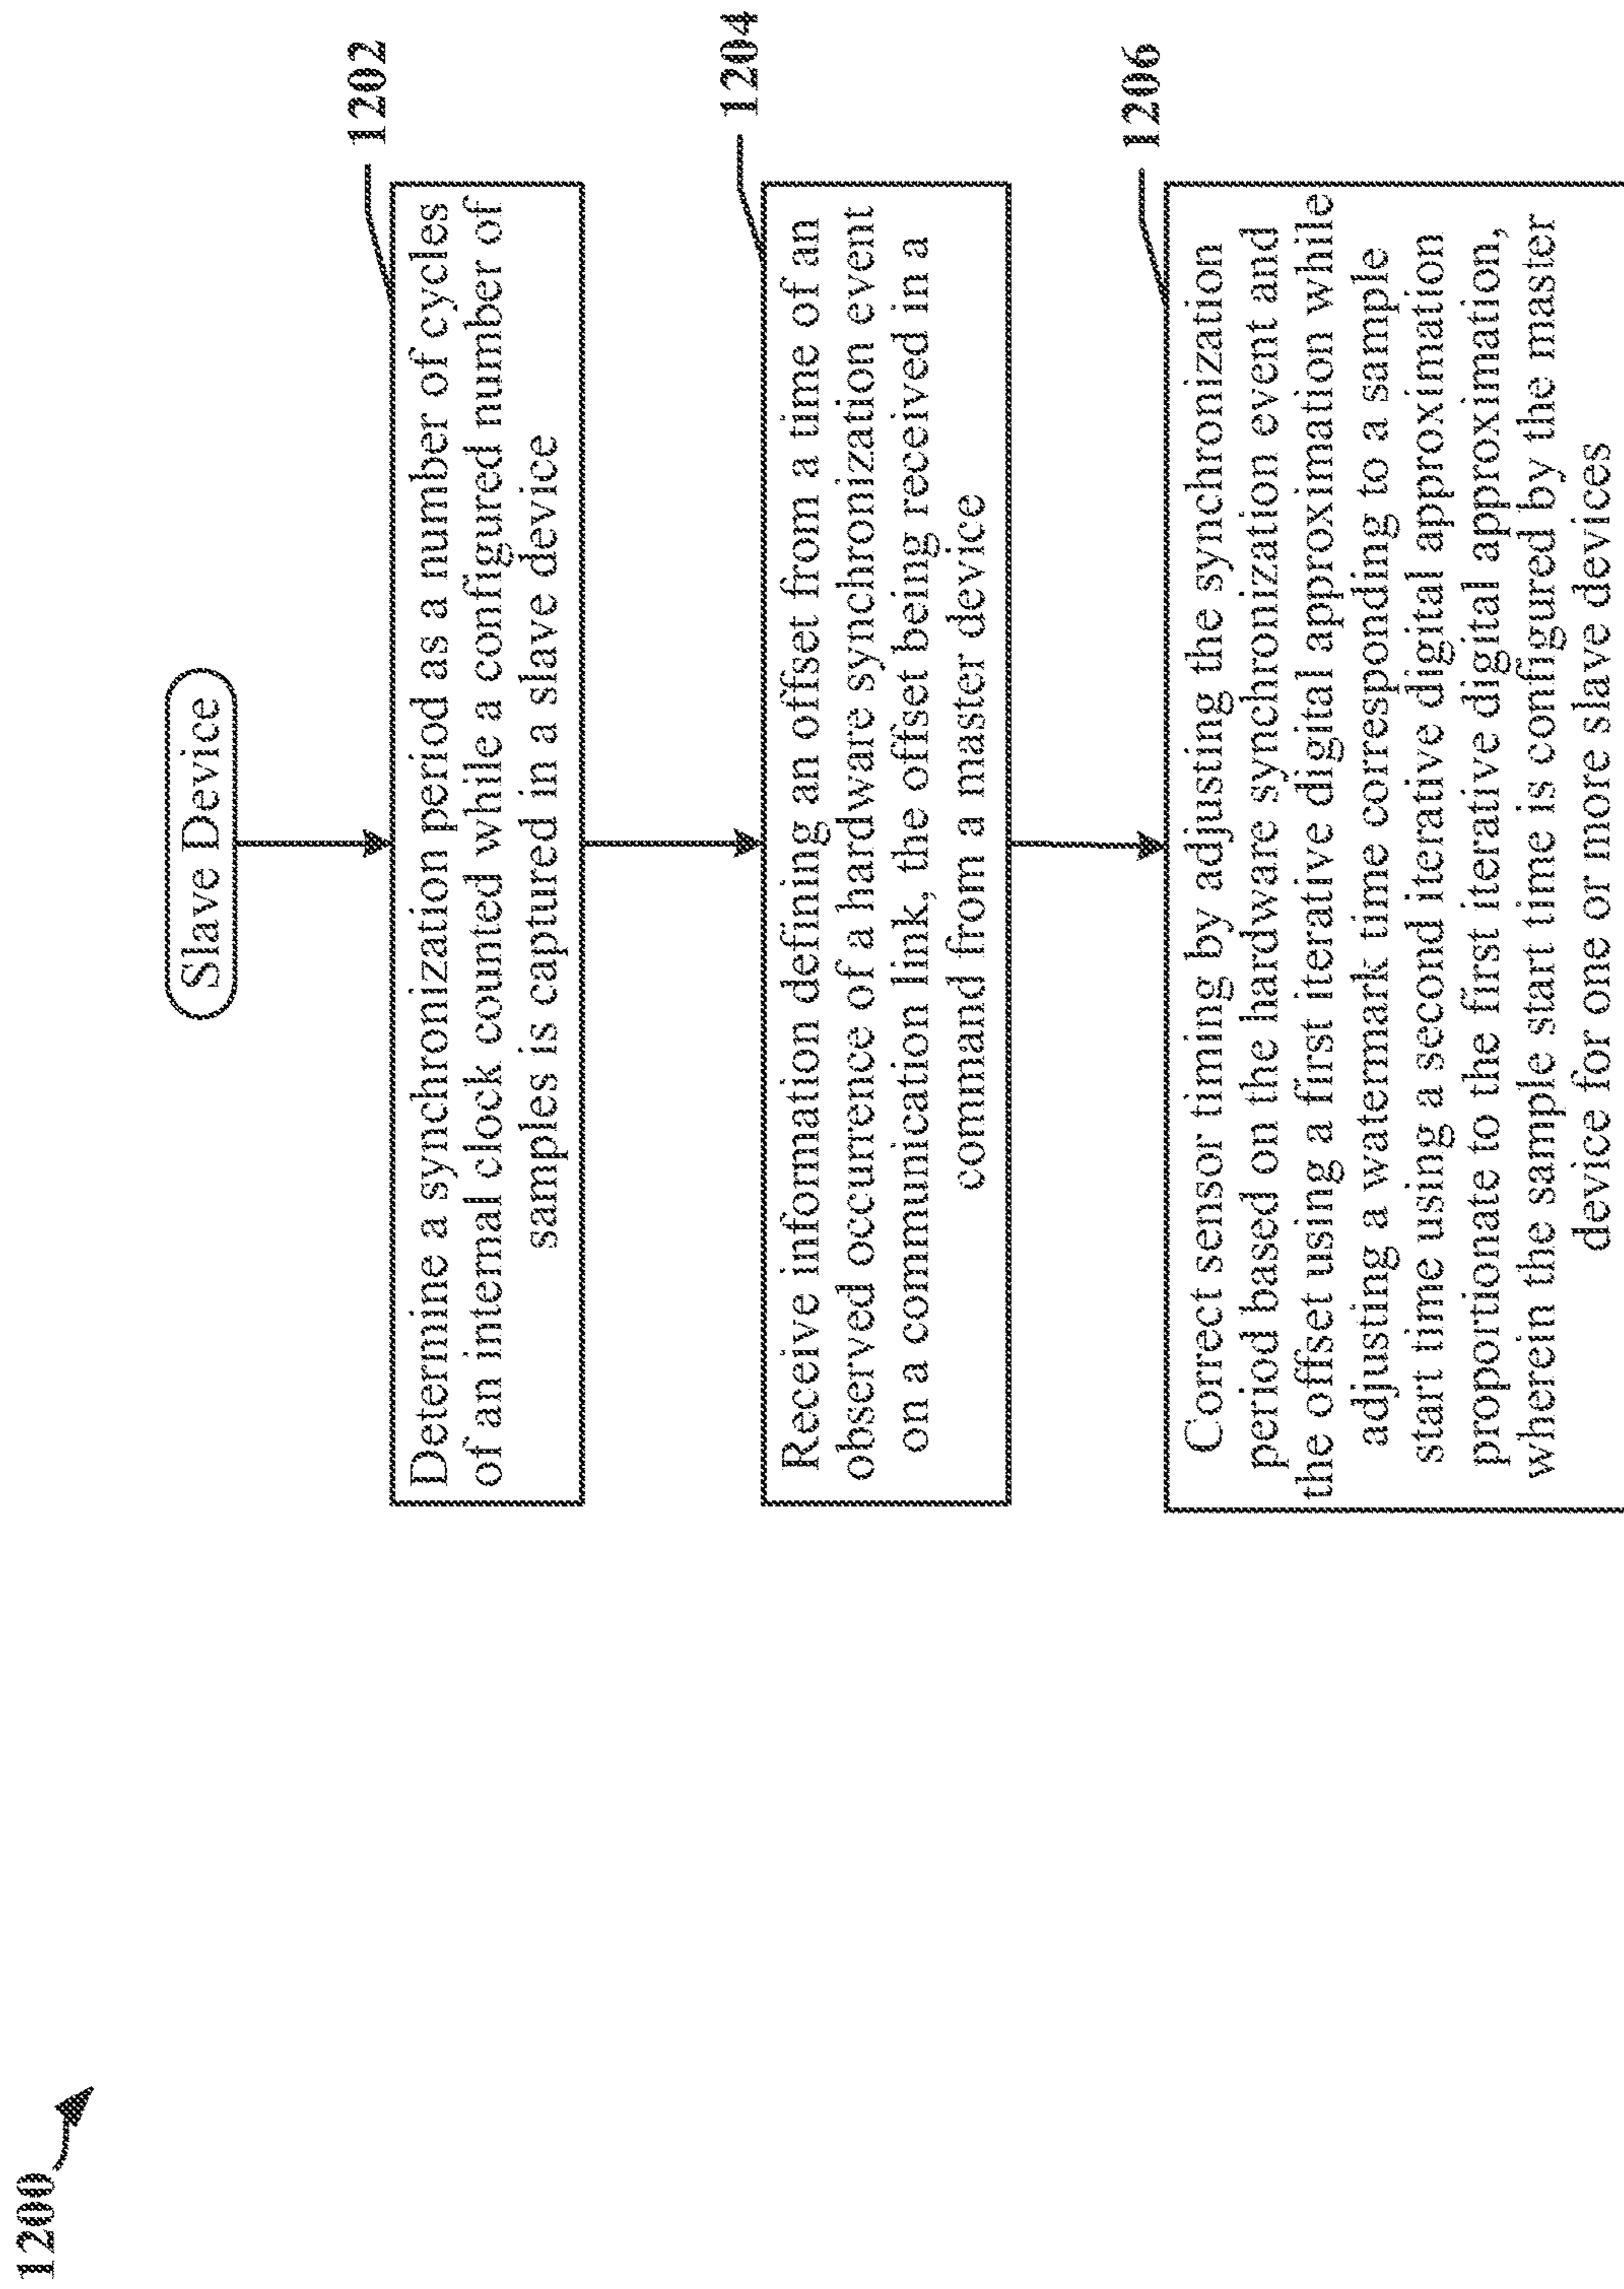 1200
Slave Device
1202
Determine a synchronization period as a number of cycles
of an internal clock counted while a configured number of
samples is captured in a slave device
1204
Receive information defining an offset from a time of an
observed occurrence of a hardware synchronization event
on a communication link, the offset being received in a
command from a master device
1206
Correct sensor timing by adjusting the synchronization
period based on the hardware synchronization event and
the offset using a first iterative digital approximation while
adjusting a watermark time corresponding to a sample
start time using a second iterative digital approximation
proportionate to the first iterative digital approximation,
wherein the sample start time is configured by the master
device for one or more slave devices